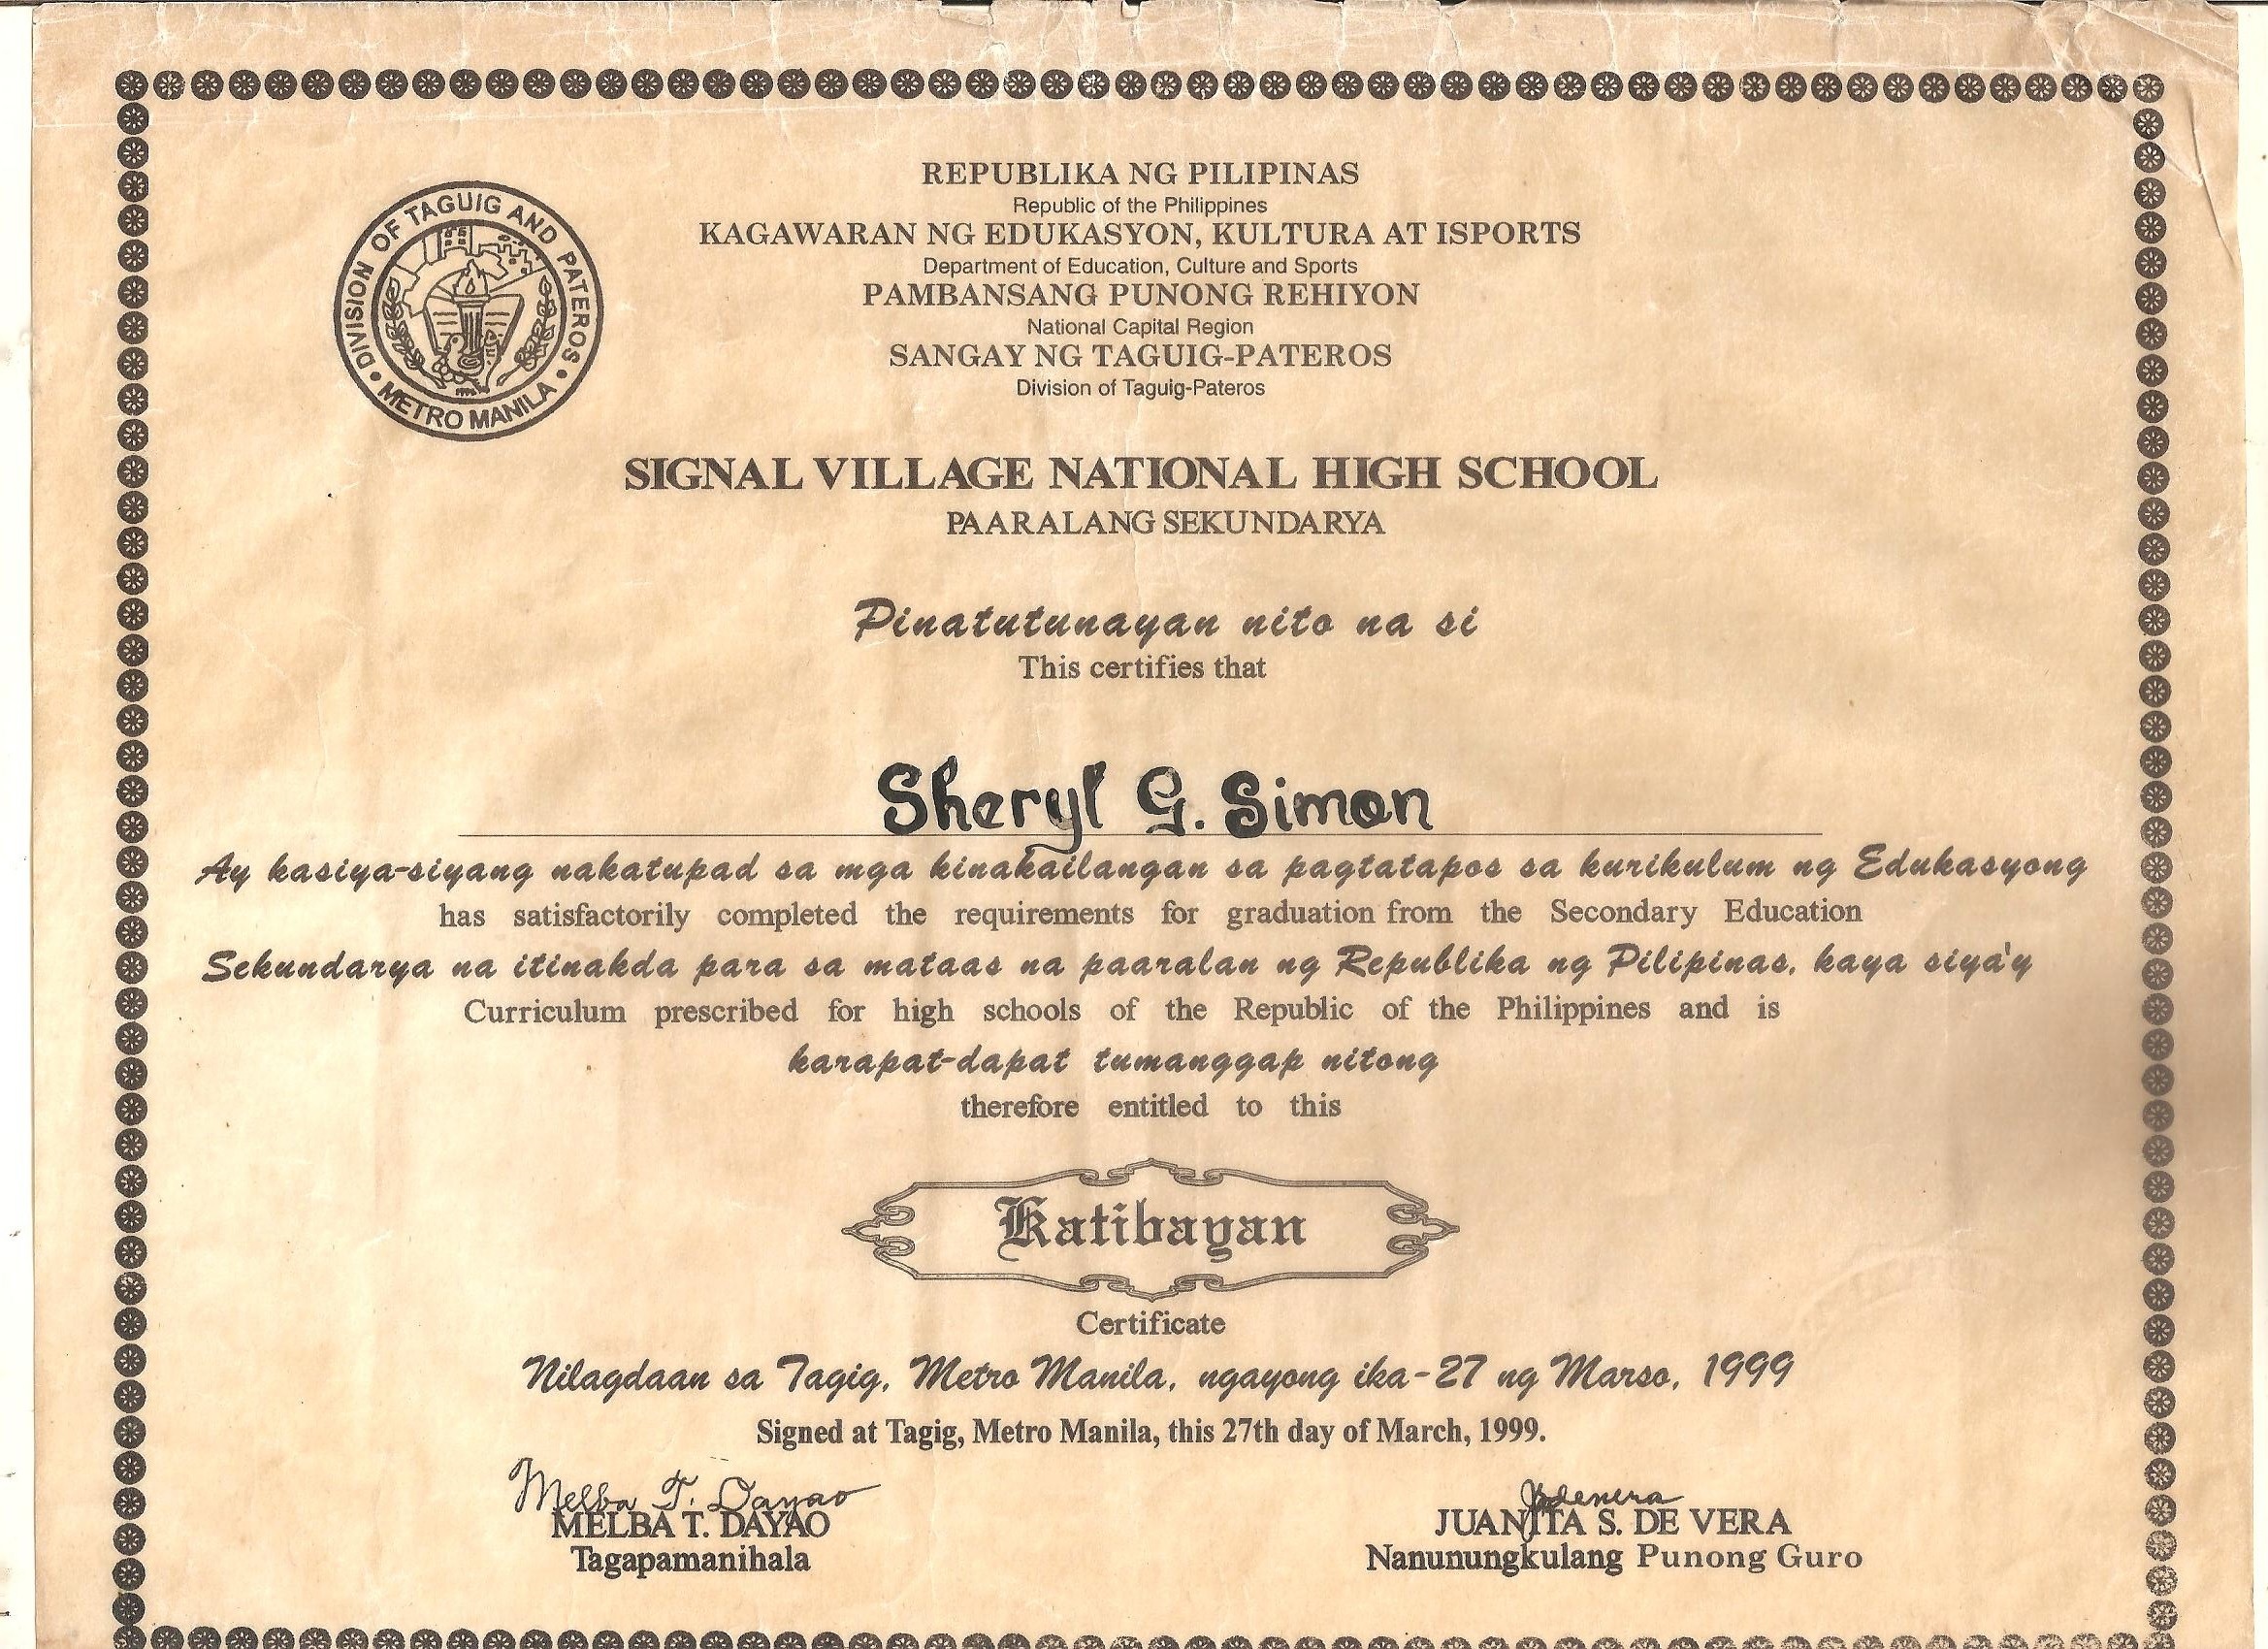 REPUBLIKA NG PILIPINAS
Republic of the Philippines
KAGAWARAN NG EDUKASYON, KULTURA AT ISPORTS
Department of Education, Culture and Sports
PAMBANSANG PUNONG REHIYON
National Capital Region
SANGAY NG TAGUIG-PATEROS
Division of Taguig-Pateros
DIVISION OF TAGUIG AND PATEROS
METRO MANILA
SIGNAL VILLAGE NATIONAL HIGH SCHOOL
PAARALANG SEKUNDARYA
Pinatutunayan nito na si
This certifies that
Sheryl G. Simon
Ay kasiya-siyang nakatupad sa mga kinakailangan sa pagtatapos sa kurikulum ng Edukasyong
has satisfactorily completed the requirements for graduation from the Secondary Education
Sekundarya na itinakda para sa mataas na paaralan ng Republika ng Pilipinas, kaya siya'y
Curriculum prescribed for high schools of the Republic of the Philippines and is
karapat-dapat tumanggap nitong
therefore entitled to this
Katibayan
Certificate
Nilagdaan sa Tagig, Metro Manila, ngayong ika-27 ng Marso, 1999
Signed at Tagig, Metro Manila, this 27th day of March, 1999.
Melba T. Dayao
MELBA T. DAYAO
Tagapamanihala
JUANITA S. DE VERA
Nanunungkulang Punong Guro